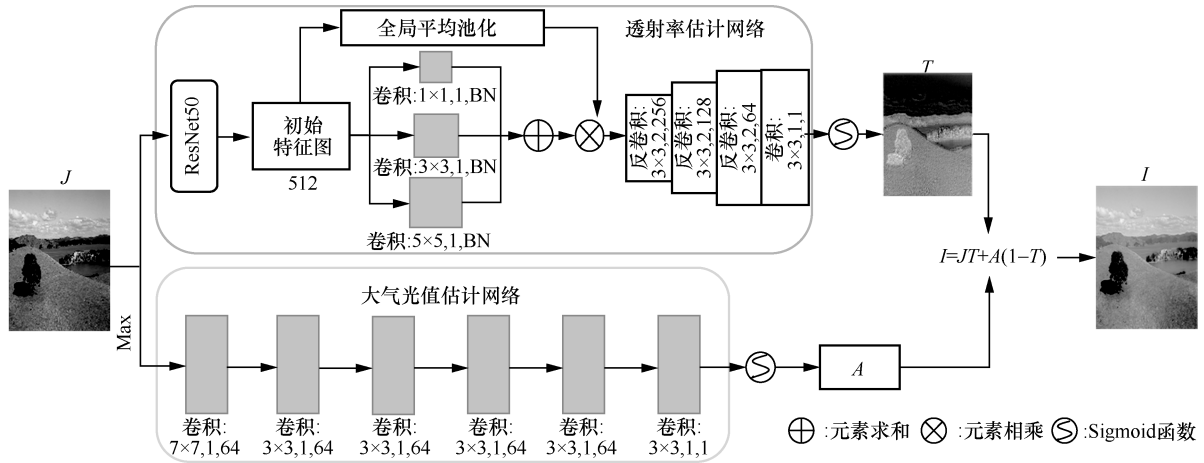 全局平均池化
透射率估计网络
ResNet50
初始
特征图
512
卷积:1×1,1,BN
卷积:3×3,1,BN
卷积:5×5,1,BN
反卷积:
3×3,2,256
反卷积:
3×3,2,128
反卷积:
3×3,2,64
卷积:
3×3,1,1
T
J
I
I=JT+A(1−T)
Max
大气光值估计网络
卷积:
7×7,1,64
卷积:
3×3,1,64
卷积:
3×3,1,64
卷积:
3×3,1,64
卷积:
3×3,1,64
卷积:
3×3,1,1
A
:元素求和
:元素相乘
:Sigmoid函数